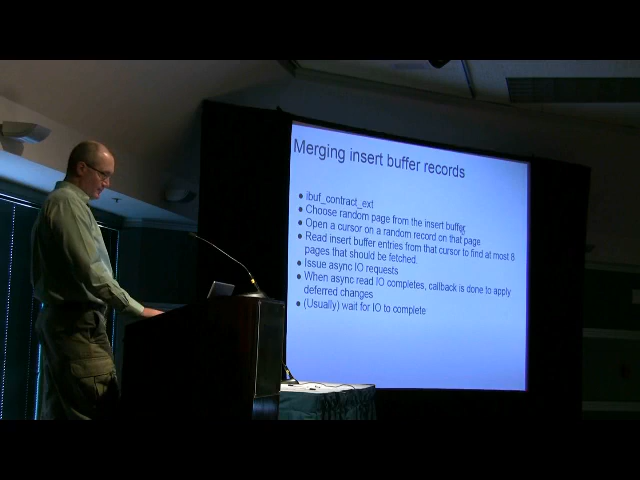 Merging insert buffer records
● ibuf_contract_ext
● Choose random page from the insert buffer
● Open a cursor on a random record on that page
● Read insert buffer entries from that cursor to find at most 8
pages that should be fetched.
● Issue async IO requests
● When async read IO completes, callback is done to apply
deferred changes
● (Usually) wait for IO to complete